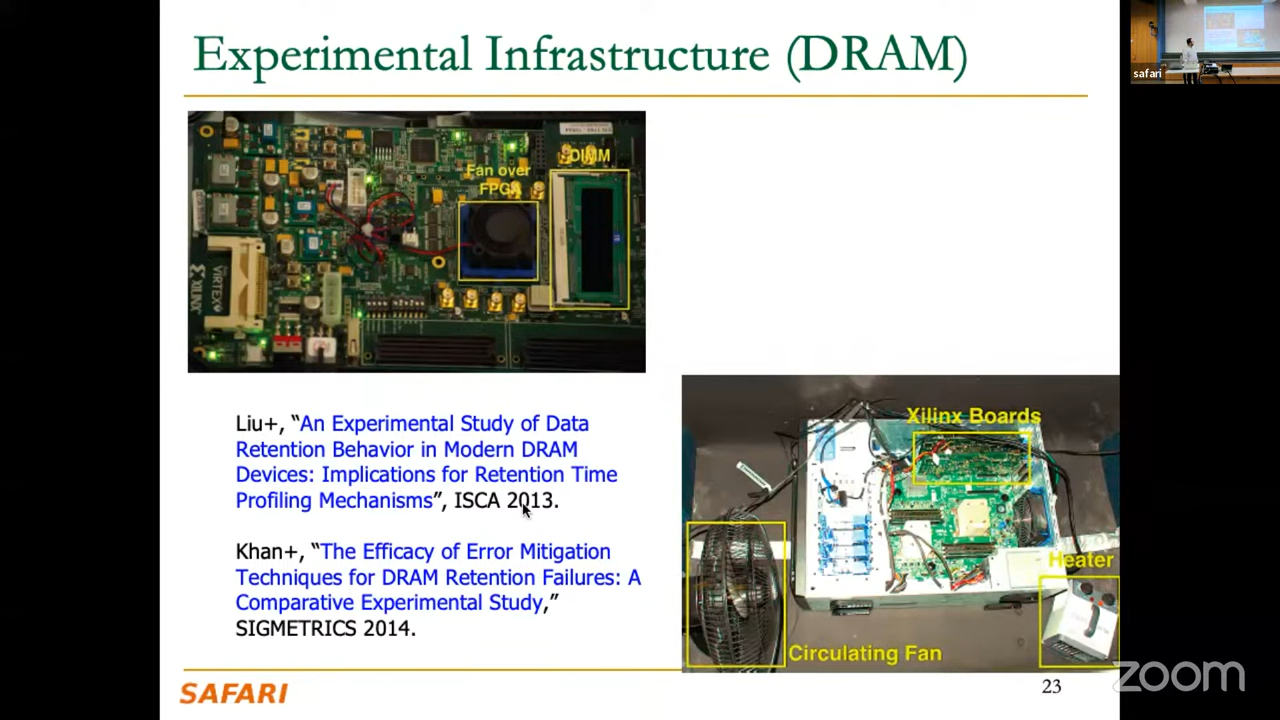 Experimental Infrastructure (DRAM)
safari
DIMM
Fan over
FPGA
XILINX
VIRTEX
Liu+, “An Experimental Study of Data
Retention Behavior in Modern DRAM
Devices: Implications for Retention Time
Profiling Mechanisms”, ISCA 2013.
Khan+, “The Efficacy of Error Mitigation
Techniques for DRAM Retention Failures: A
Comparative Experimental Study,”
SIGMETRICS 2014.
Xilinx Boards
Heater
Circulating Fan
SAFARI
23
zoom